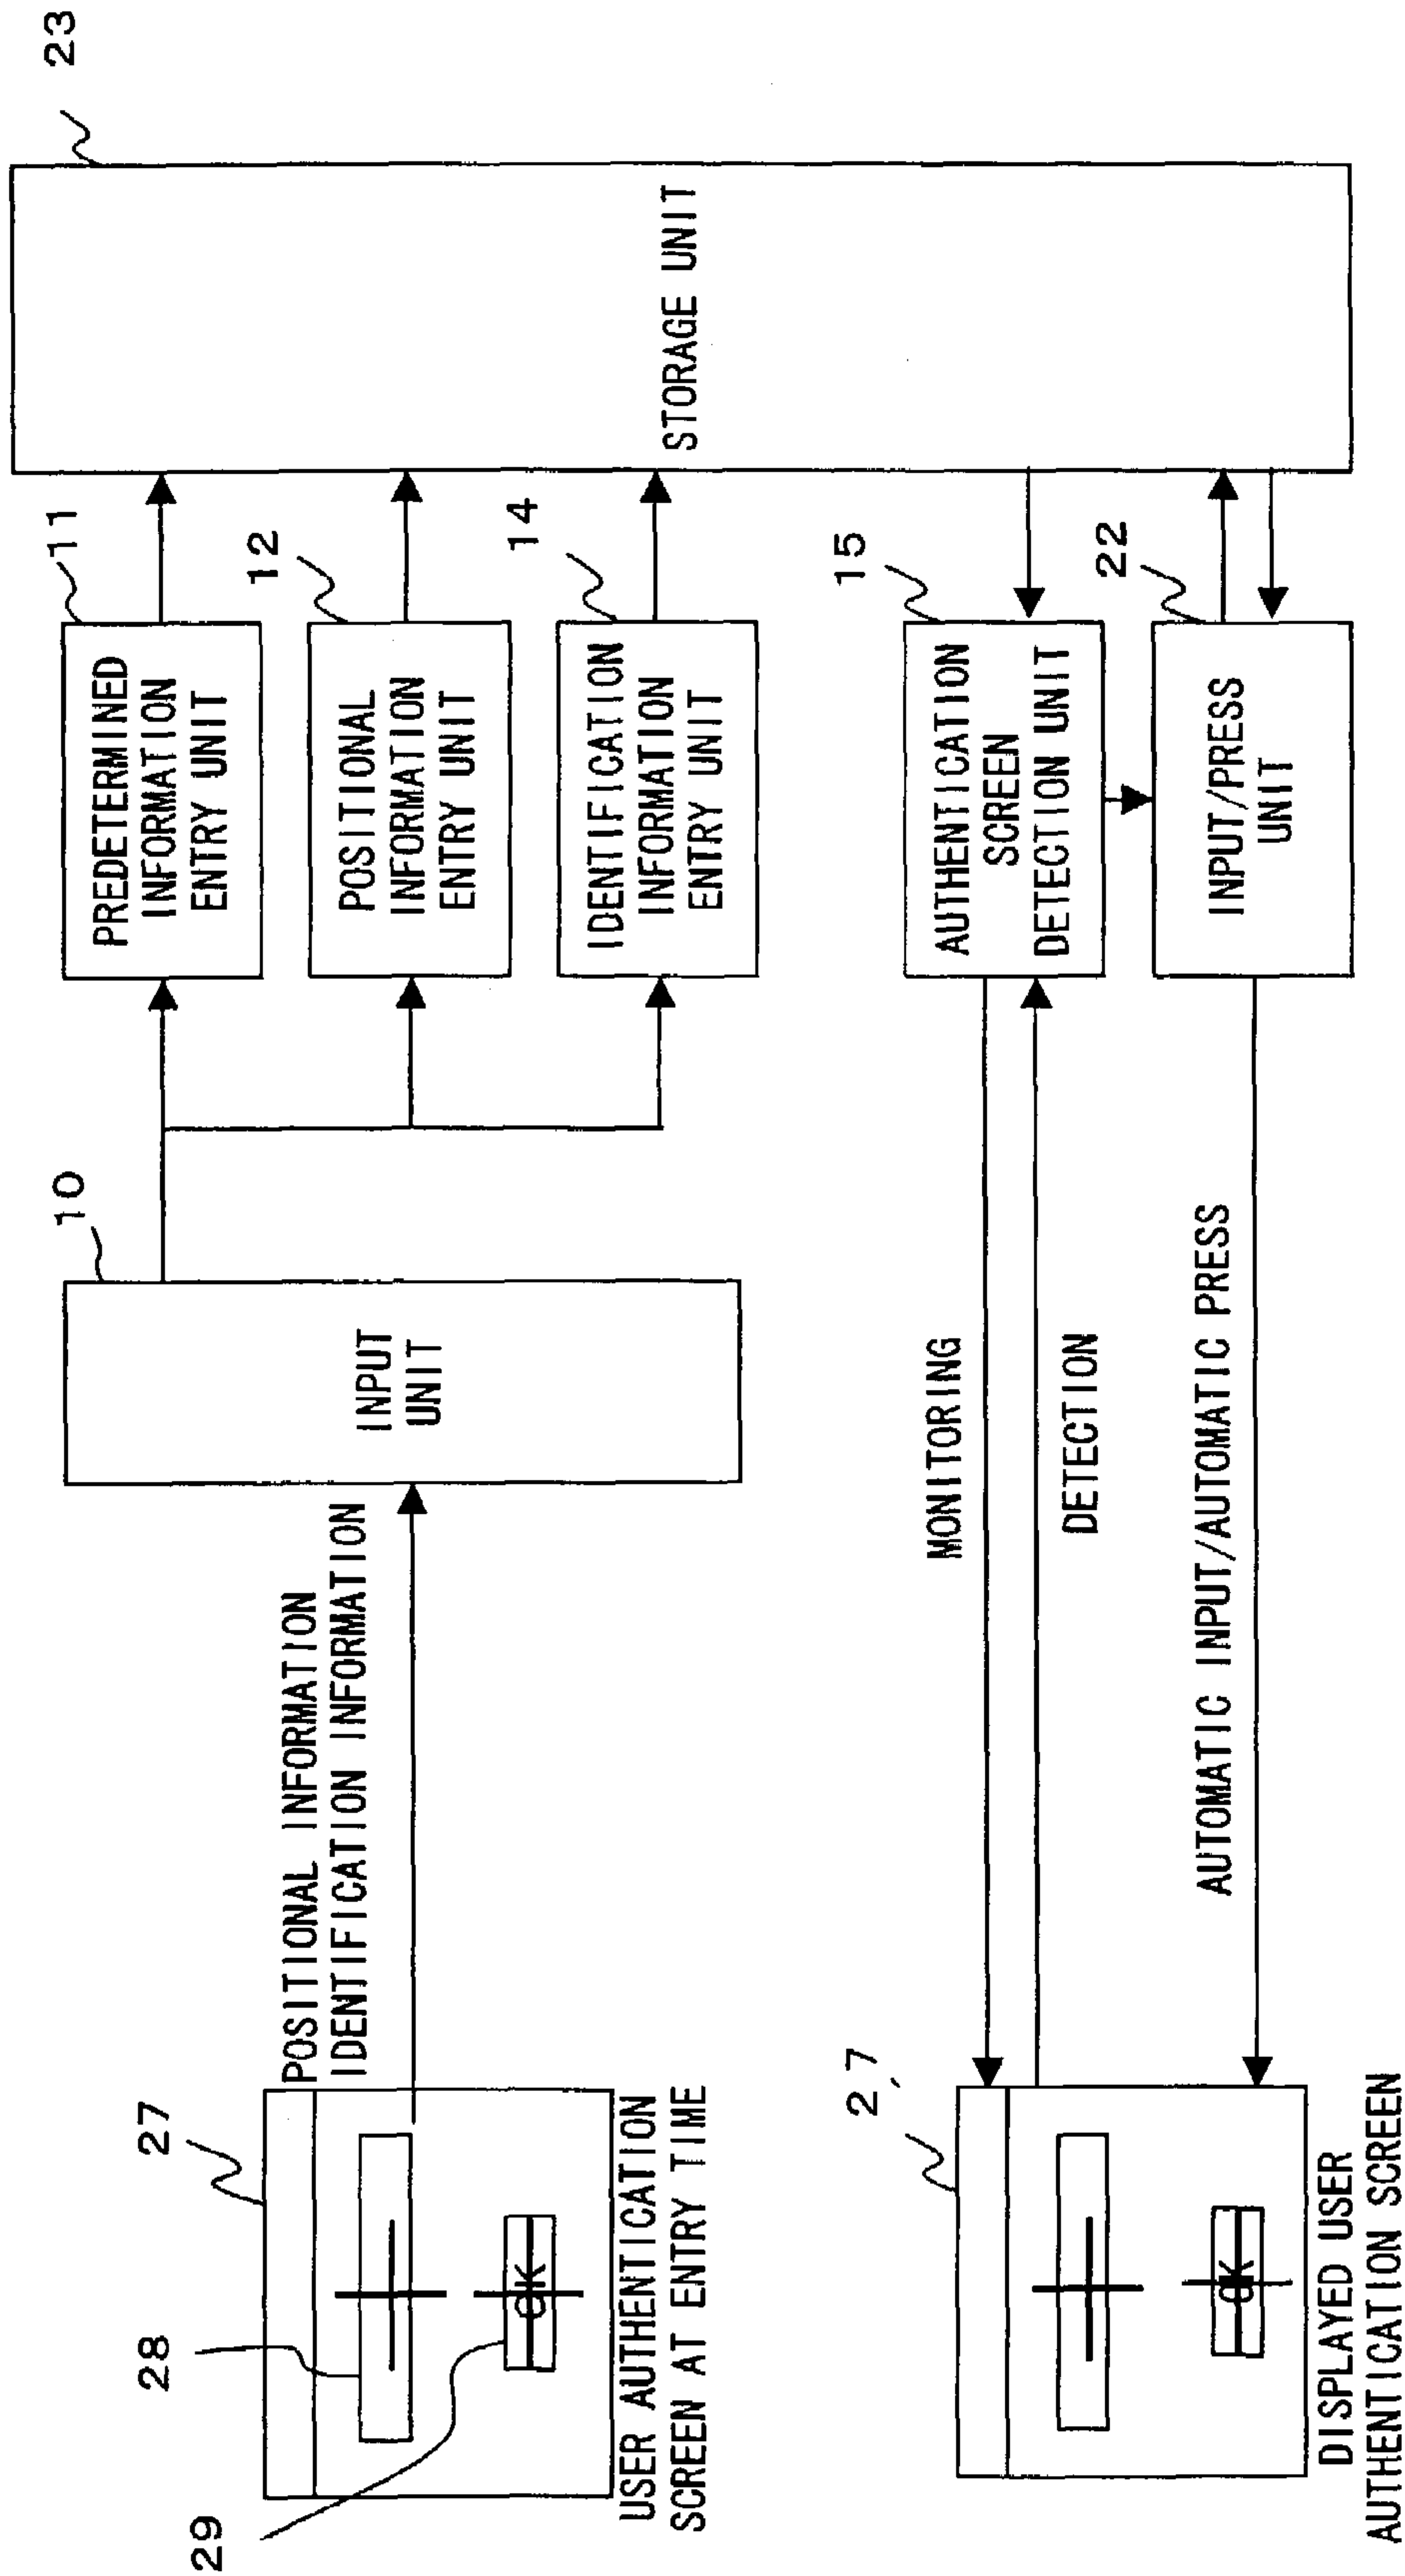 23
STORAGE UNIT
11
PREDETERMINED
INFORMATION
ENTRY UNIT
12
POSITIONAL
INFORMATION
ENTRY UNIT
14
IDENTIFICATION
INFORMATION
ENTRY UNIT
15
AUTHENTICATION
SCREEN
DETECTION UNIT
22
INPUT/PRESS
UNIT
10
INPUT
UNIT
POSITIONAL INFORMATION
IDENTIFICATION INFORMATION
MONITORING
DETECTION
AUTOMATIC INPUT/AUTOMATIC PRESS
27
28
29
OK
USER AUTHENTICATION
SCREEN AT ENTRY TIME
2,7
OK
DISPLAYED USER
AUTHENTICATION SCREEN